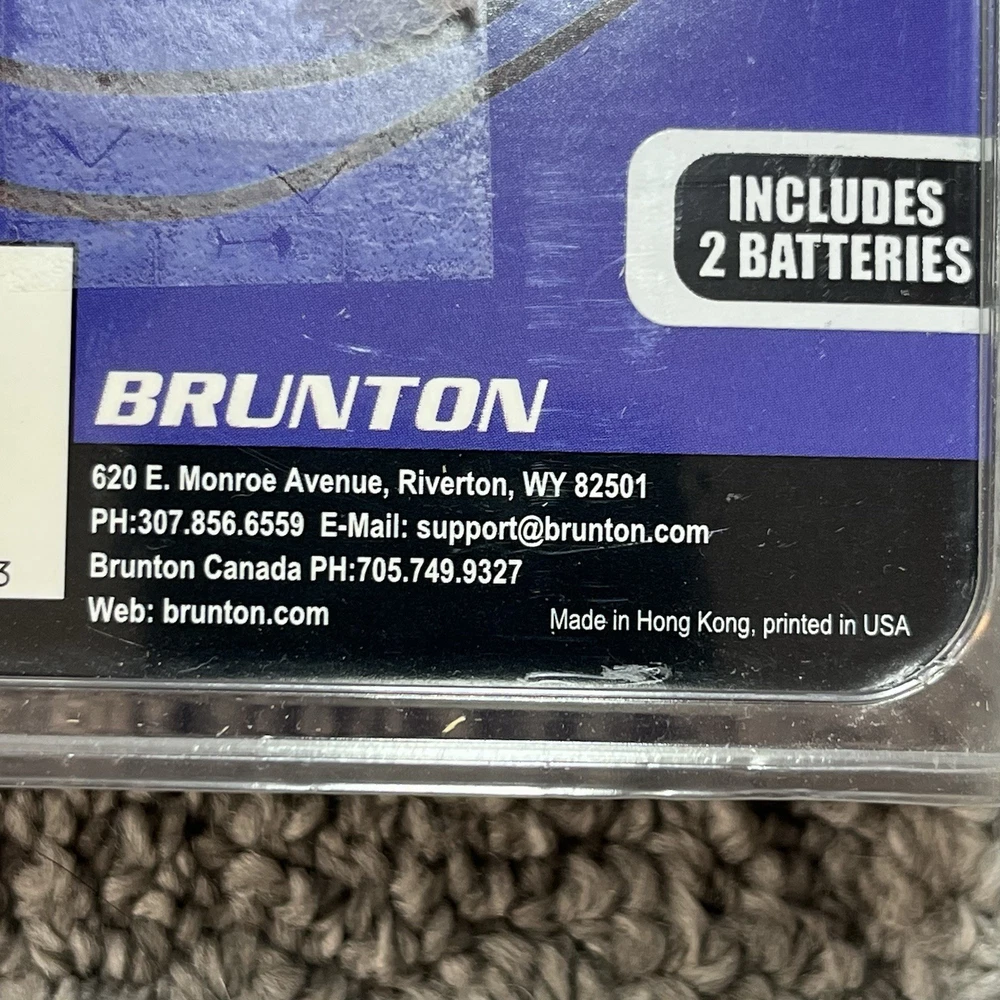 INCLUDES
2 BATTERIES
BRUNTON
620 E. Monroe Avenue, Riverton, WY 82501
PH:307.856.6559 E-Mail: support@brunton.com
3
Brunton Canada PH:705.749.9327
Web: brunton.com
Made in Hong Kong, printed in USA